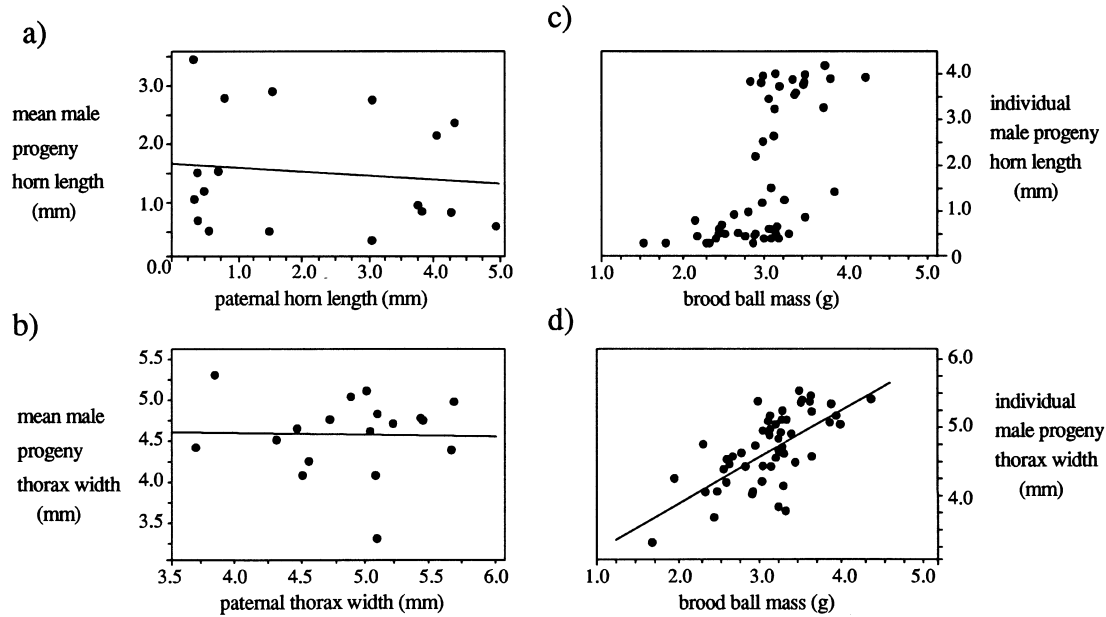 a)
mean male
progeny
horn length
(mm)
3.0
2.0
1.0
0.0
1.0
2.0
3.0
4.0
5.0
paternal horn length (mm)
c)
4.0
3.0
2.0
1.0
0
individual
male progeny
horn length
(mm)
1.0
2.0
3.0
4.0
5.0
brood ball mass (g)
b)
mean male
progeny
thorax width
(mm)
5.5
5.0
4.5
4.0
3.5
3.5
4.0
4.5
5.0
5.5
6.0
paternal thorax width (mm)
d)
6.0
5.0
4.0
individual
male progeny
thorax width
(mm)
1.0
2.0
3.0
4.0
5.0
brood ball mass (g)